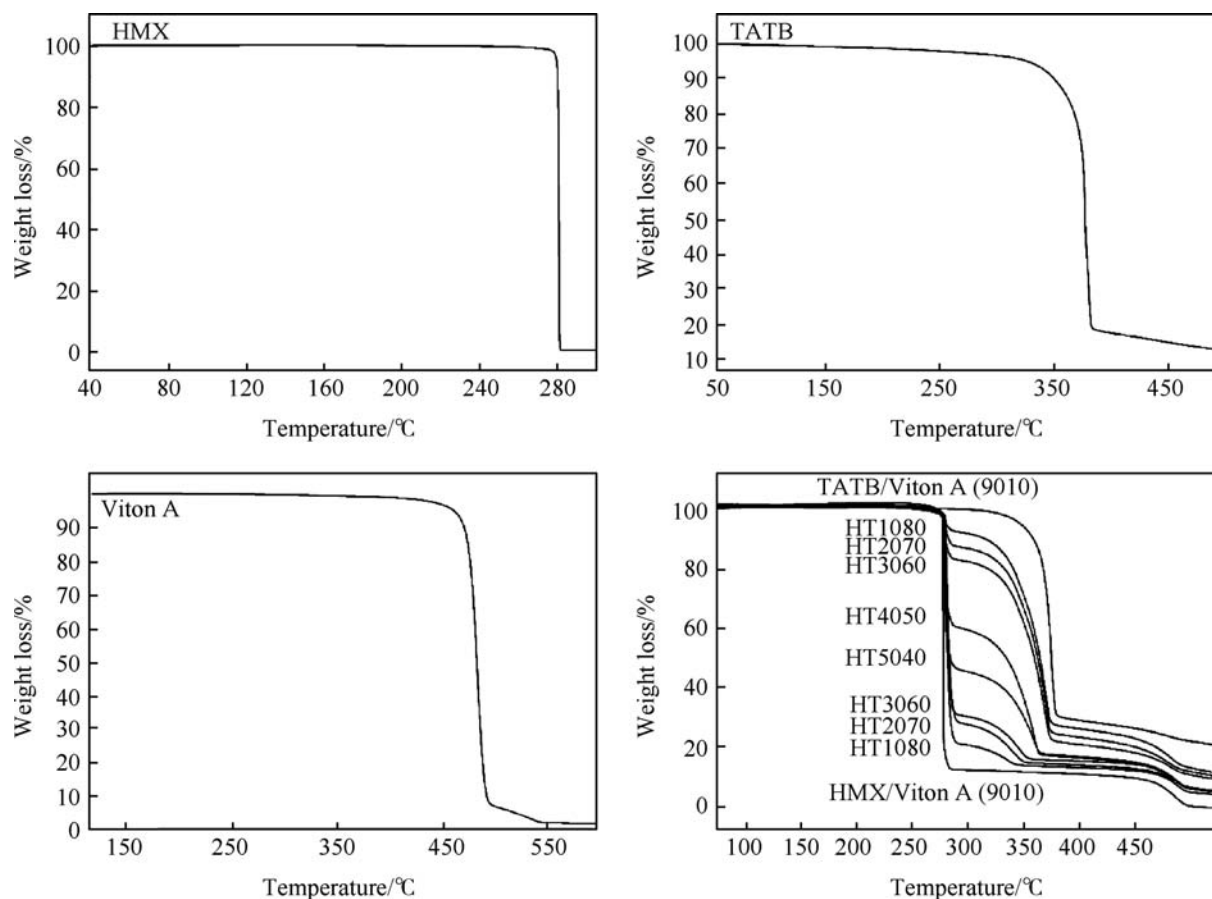 HMX
100
80
60
40
20
0
Weight loss/%
40 80 120 160 200 240 280
Temperature/℃
TATB
100
90
80
70
60
50
40
30
20
10
Weight loss/%
50 150 250 350 450
Temperature/℃
Viton A
90
80
70
60
50
40
30
20
10
0
Weight loss/%
150 250 350 450 550
Temperature/℃
TATB/Viton A (9010)
100
80
60
40
20
0
Weight loss/%
HT1080
HT2070
HT3060
HT4050
HT5040
HT3060
HT2070
HT1080
HMX/Viton A (9010)
100 150 200 250 300 350 400 450
Temperature/℃